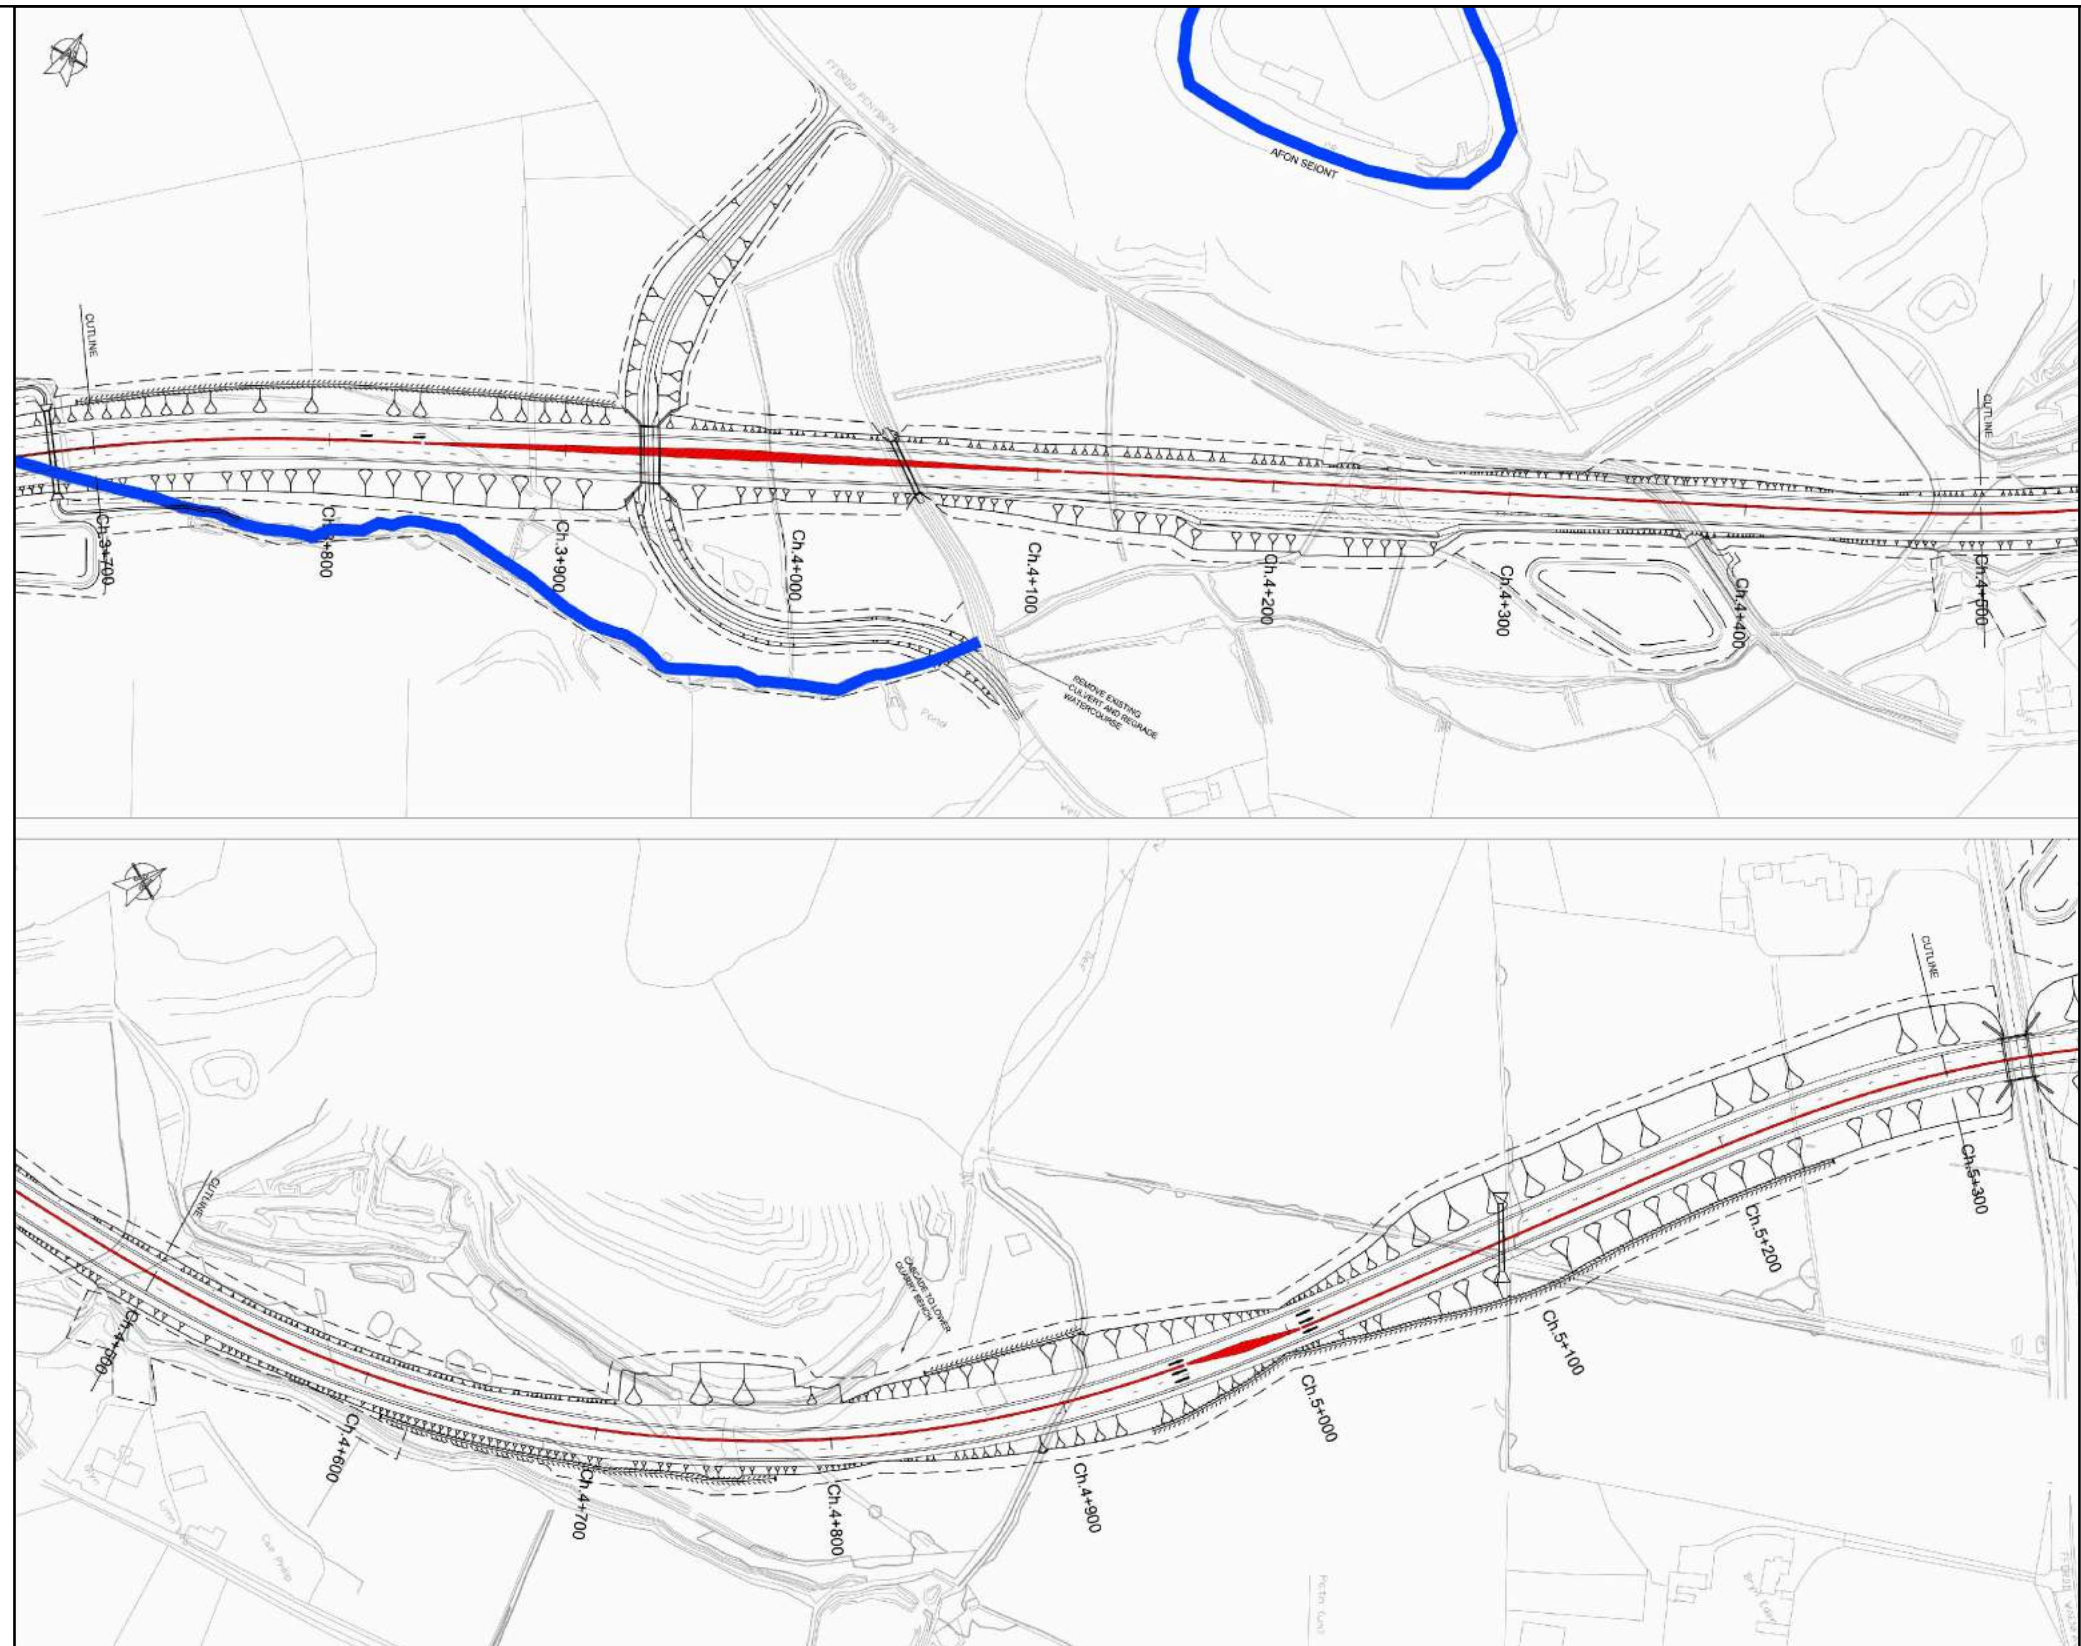 FFORDD PENYBRYN
AFON SEIONT
CUTLINE
CUTLINE
Ch.3+700
Ch.3+800
Ch.3+900
Ch.4+000
Ch.4+100
Ch.4+200
Ch.4+300
Ch.4+400
Ch.4+500
REMOVE EXISTING
CULVERT AND REGRADE
WATERCOURSE
Pond
Well
CUTLINE
CUTLINE
CASCADE TO LOWER
QUARRY BENCH
Ch.4+500
Ch.4+600
Ch.4+700
Ch.4+800
Ch.4+900
Ch.5+000
Ch.5+100
Ch.5+200
Ch.5+300